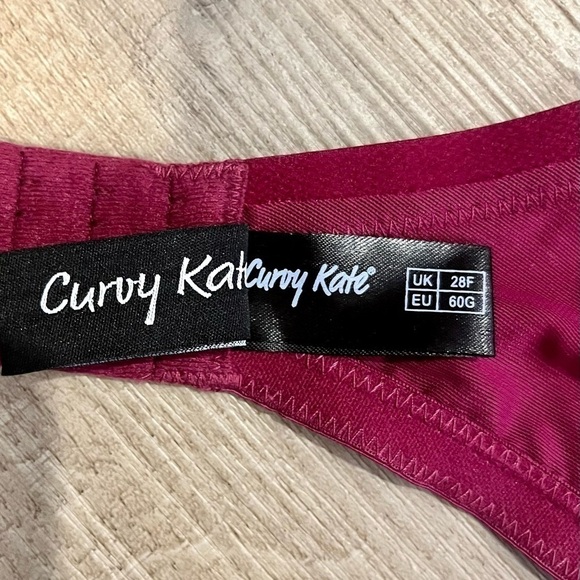 Curvy Kat
Curvy Kate®
UK 28F
EU 60G